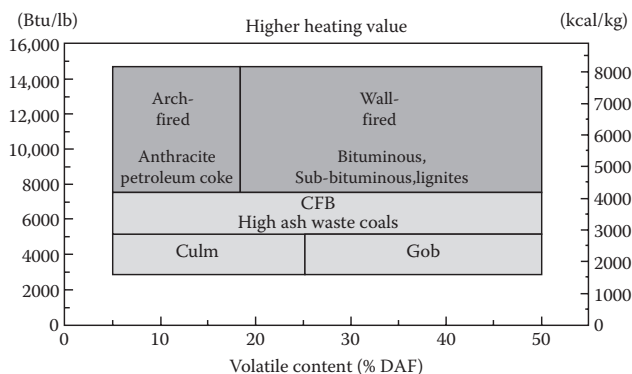 (Btu/lb)
Higher heating value
(kcal/kg)
16,000
14,000
12,000
10,000
8000
6000
4000
2000
0
8000
7000
6000
5000
4000
3000
2000
1000
0
Arch-
fired
Anthracite
petroleum coke
Wall-
fired
Bituminous,
Sub-bituminous,lignites
CFB
High ash waste coals
Culm
Gob
0 10 20 30 40 50
Volatile content (% DAF)